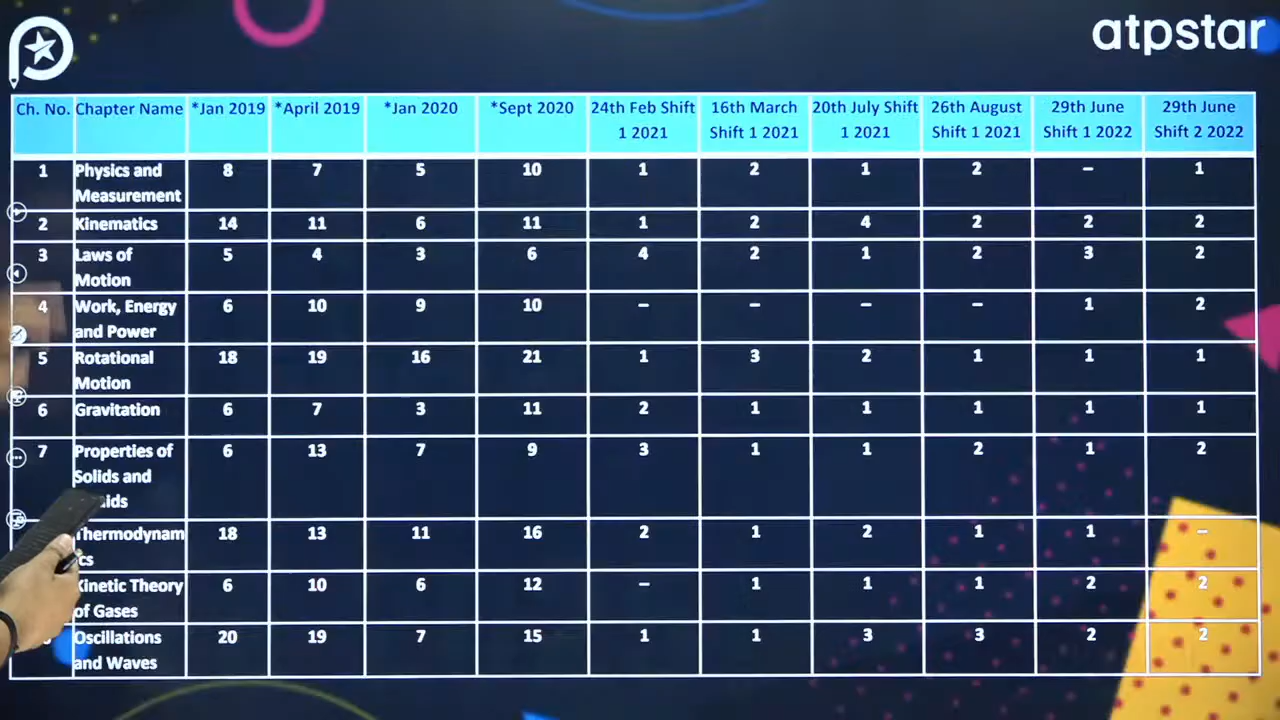 atpstar
Ch. No. Chapter Name *Jan 2019 *April 2019 *Jan 2020 *Sept 2020 24th Feb Shift 16th March 20th July Shift 26th August 29th June 29th June
1 2021 Shift 1 2021 1 2021 Shift 1 2021 Shift 1 2022 Shift 2 2022
1 Physics and 8 7 5 10 1 2 1 2 – 1
Measurement
2 Kinematics 14 11 6 11 1 2 4 2 2 2
3 Laws of 5 4 3 6 4 2 1 2 3 2
Motion
4 Work, Energy 6 10 9 10 – – – – 1 2
and Power
5 Rotational 18 19 16 21 1 3 2 1 1 1
Motion
6 Gravitation 6 7 3 11 2 1 1 1 1 1
7 Properties of 6 13 7 9 3 1 1 2 1 2
Solids and
Thermodynam 18 13 11 16 2 1 2 1 1 –
ics
Kinetic Theory 6 10 6 12 – 1 1 1 2 2
of Gases
Oscillations 20 19 7 15 1 1 3 3 2 2
and Waves